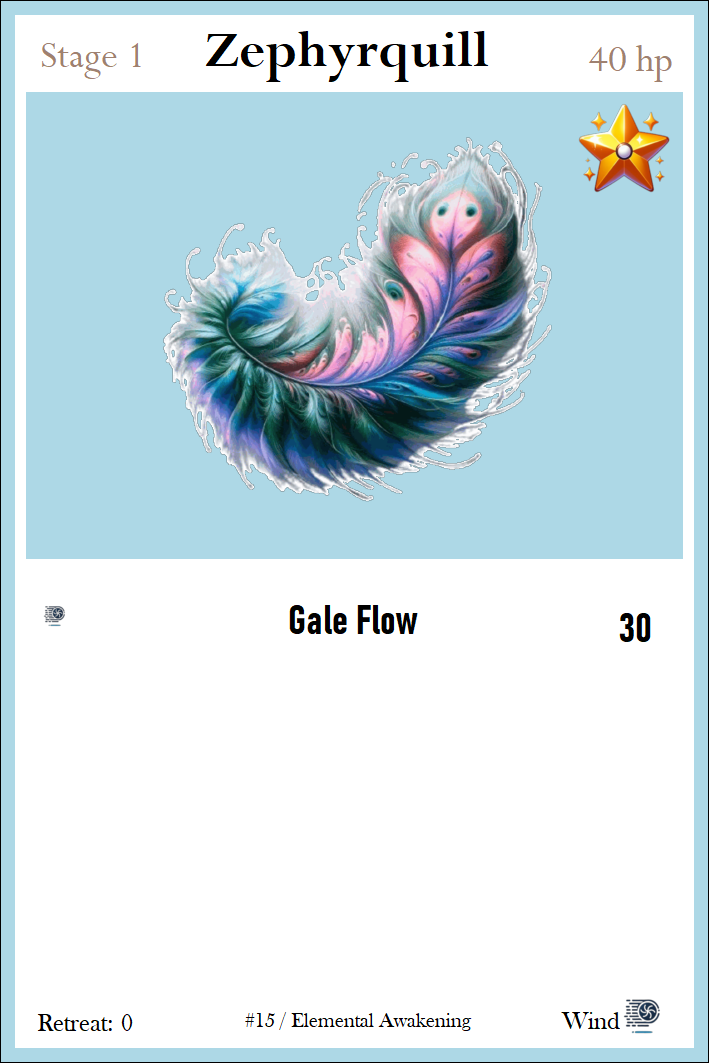 Stage 1
Zephyrquill
40 hp
Gale Flow
30
Retreat: 0
#15 / Elemental Awakening
Wind